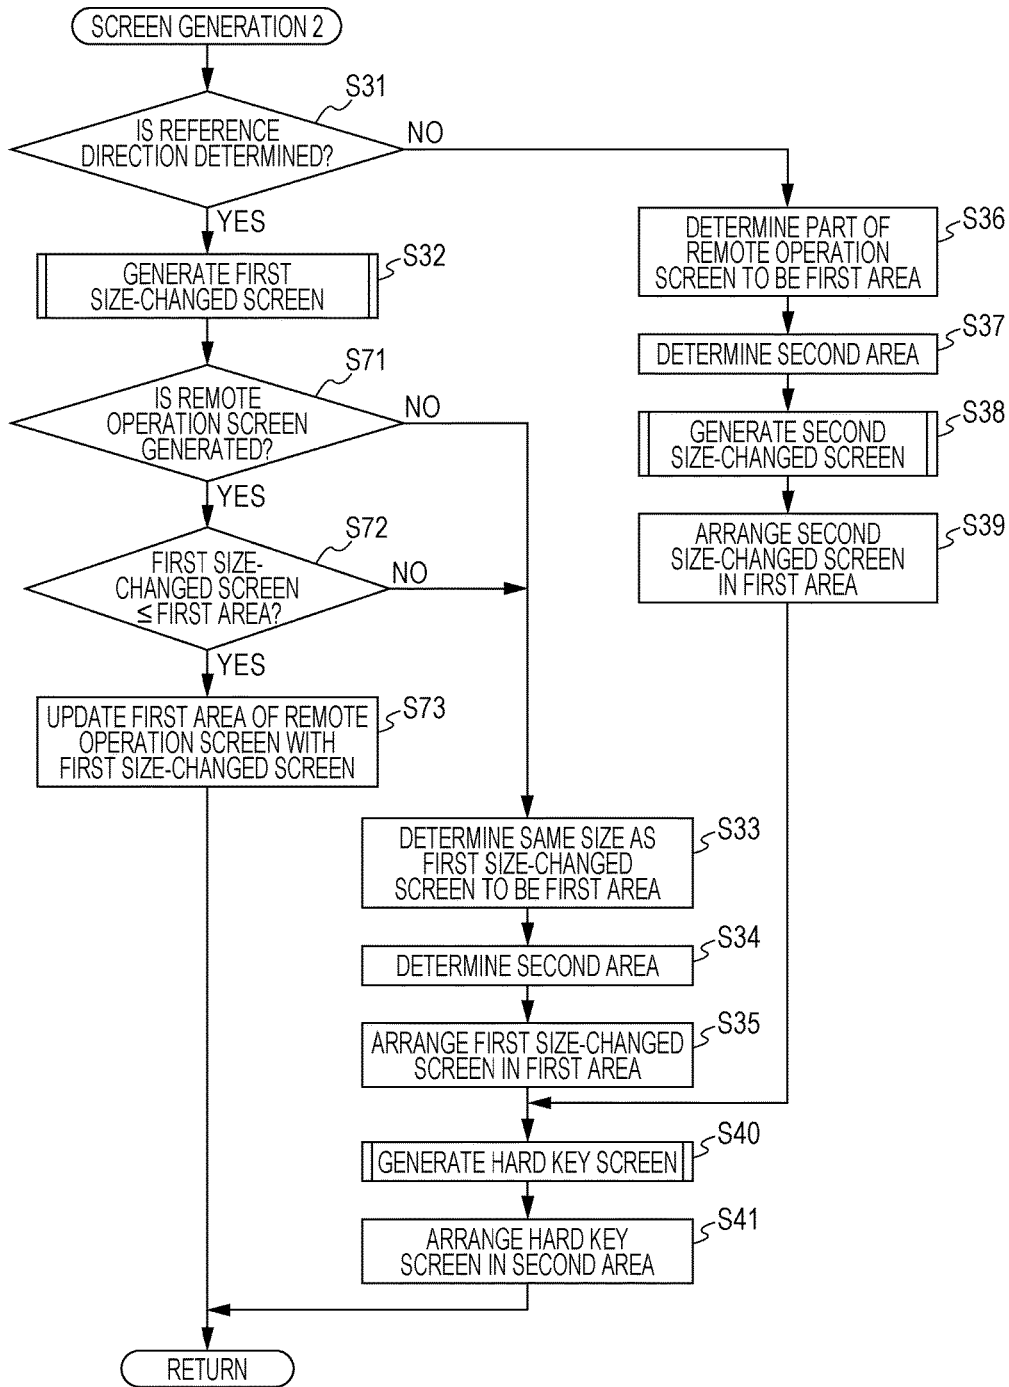 SCREEN GENERATION 2
S31
IS REFERENCE
DIRECTION DETERMINED?
NO
YES
S32
GENERATE FIRST
SIZE-CHANGED SCREEN
S36
DETERMINE PART OF
REMOTE OPERATION
SCREEN TO BE FIRST AREA
S37
DETERMINE SECOND AREA
S71
IS REMOTE
OPERATION SCREEN
GENERATED?
NO
YES
S38
GENERATE SECOND
SIZE-CHANGED SCREEN
S39
ARRANGE SECOND
SIZE-CHANGED SCREEN
IN FIRST AREA
S72
FIRST SIZE-
CHANGED SCREEN
≤ FIRST AREA?
NO
YES
S73
UPDATE FIRST AREA OF REMOTE
OPERATION SCREEN WITH
FIRST SIZE-CHANGED SCREEN
S33
DETERMINE SAME SIZE AS
FIRST SIZE-CHANGED
SCREEN TO BE FIRST AREA
S34
DETERMINE SECOND AREA
S35
ARRANGE FIRST SIZE-CHANGED
SCREEN IN FIRST AREA
S40
GENERATE HARD KEY SCREEN
S41
ARRANGE HARD KEY
SCREEN IN SECOND AREA
RETURN